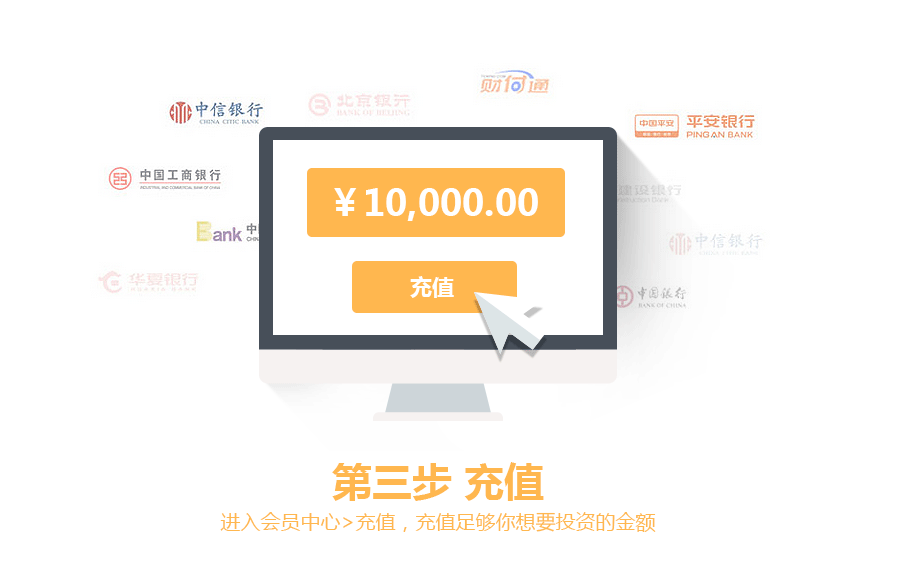 财付通
中信银行
CHINA CITIC BANK
北京银行
BANK OF BEIJING
中国平安
平安银行
PINGAN BANK
中国工商银行
INDUSTRIAL AND COMMERCIAL BANK OF CHINA
建设银行
¥10,000.00
Bank
中信银行
CHINA CITIC BANK
华夏银行
HUAXIA BANK
充值
中国银行
BANK OF CHINA
第三步 充值
进入会员中心>充值，充值足够你想要投资的金额